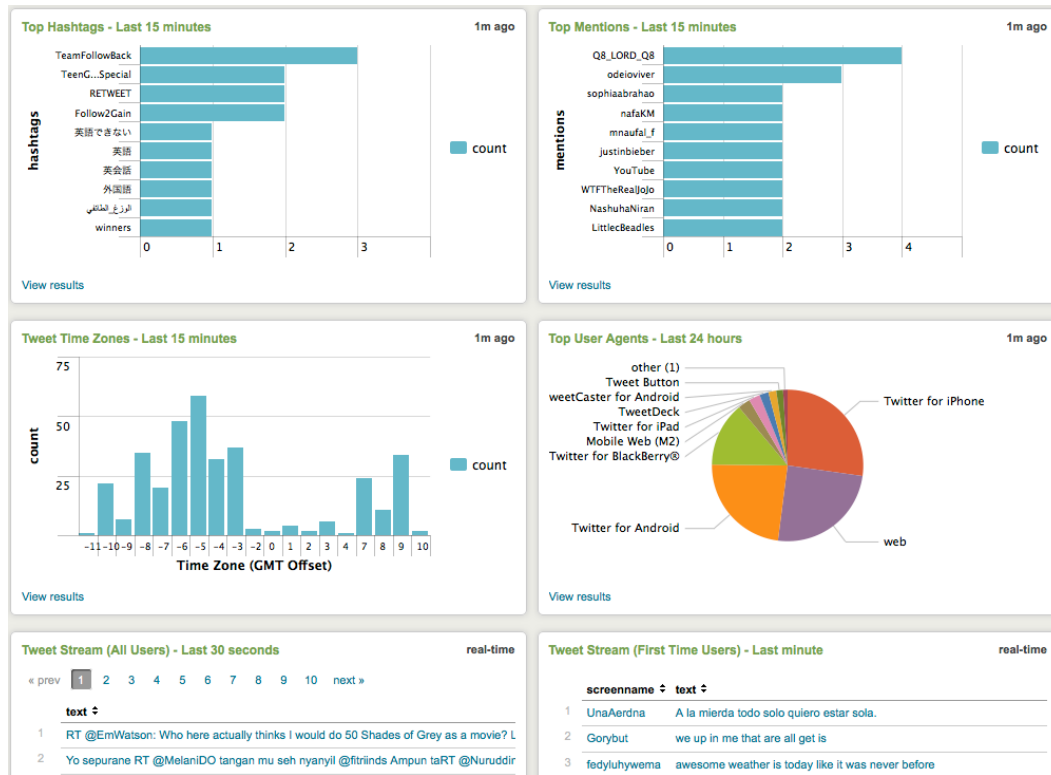 Top Hashtags - Last 15 minutes 1m ago
hashtags
TeamFollowBack
TeenG...Special
RETWEET
Follow2Gain
英語できない
英語
英会話
外国語
الوزغ_الطائفي
winners
0 1 2 3
count
View results
Top Mentions - Last 15 minutes 1m ago
mentions
Q8_LORD_Q8
odeioviver
sophiaabrahao
nafaKM
mnaufal_f
justinbieber
YouTube
WTFTheRealJoJo
NashuhaNiran
LittlecBeadles
0 1 2 3 4
count
View results
Tweet Time Zones - Last 15 minutes 1m ago
count
75
50
25
-11 -10 -9 -8 -7 -6 -5 -4 -3 -2 0 1 2 3 4 7 8 9 10
Time Zone (GMT Offset)
count
View results
Top User Agents - Last 24 hours 1m ago
other (1)
Tweet Button
weetCaster for Android
TweetDeck
Twitter for iPad
Mobile Web (M2)
Twitter for BlackBerry®
Twitter for Android
Twitter for iPhone
web
View results
Tweet Stream (All Users) - Last 30 seconds real-time
« prev 1 2 3 4 5 6 7 8 9 10 next »
text
1 RT @EmWatson: Who here actually thinks I would do 50 Shades of Grey as a movie? L
2 Yo sepurane RT @MelaniDO tangan mu seh nyanyil @fitriinds Ampun taRT @Nuruddir
Tweet Stream (First Time Users) - Last minute real-time
screenname text
1 UnaAerdna A la mierda todo solo quiero estar sola.
2 Gorybut we up in me that are all get is
3 fedyluhywema awesome weather is today like it was never before